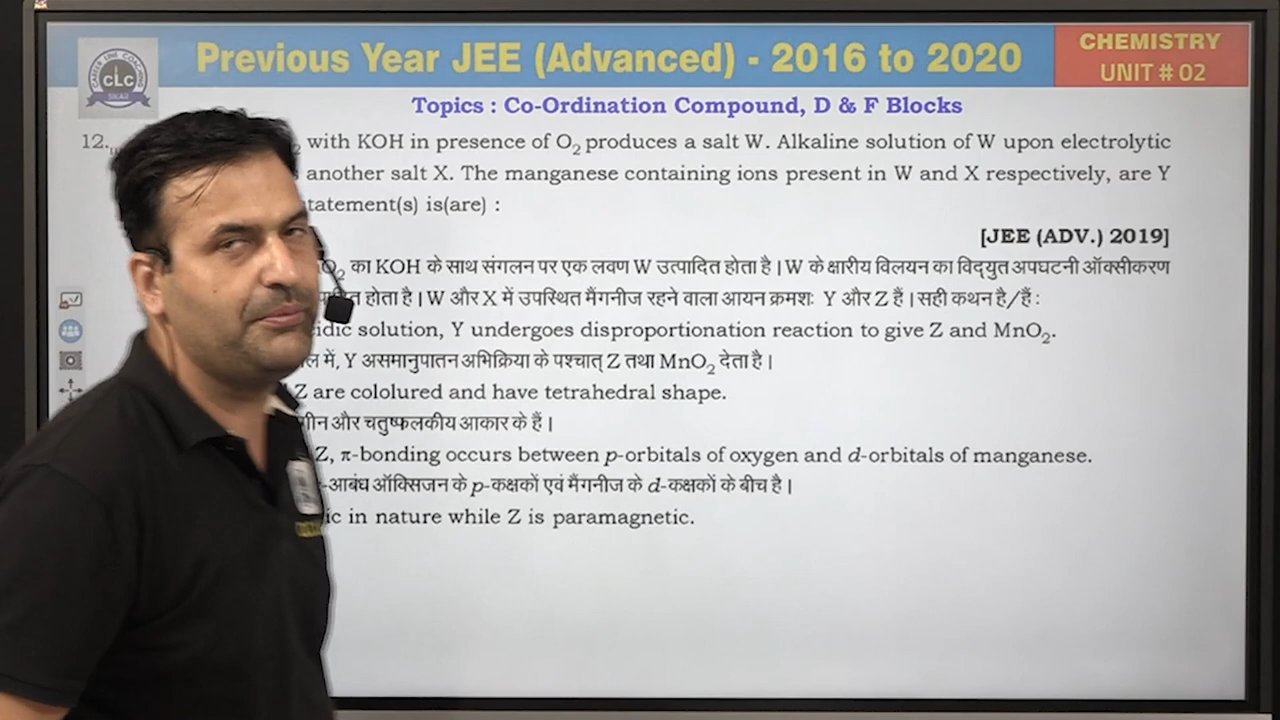 Previous Year JEE (Advanced) - 2016 to 2020
CHEMISTRY
UNIT # 02
CLC
SIKAR
Topics : Co-Ordination Compound, D & F Blocks
12. with KOH in presence of O₂ produces a salt W. Alkaline solution of W upon electrolytic
another salt X. The manganese containing ions present in W and X respectively, are Y
tatement(s) is(are) :
[JEE (ADV.) 2019]
O₂ का KOH के साथ संगलन पर एक लवण W उत्पादित होता है। W के क्षारीय विलयन का विद्युत अपघटनी ऑक्सीकरण
होता है। W और X में उपस्थित मैंगनीज रहने वाला आयन क्रमशः Y और Z हैं। सही कथन है/हैं :
idic solution, Y undergoes disproportionation reaction to give Z and MnO₂.
ल में, Y असमानुपातन अभिक्रिया के पश्चात् Z तथा MnO₂ देता है।
Z are cololured and have tetrahedral shape.
गीन और चतुष्फलकीय आकार के हैं।
Z, π-bonding occurs between p-orbitals of oxygen and d-orbitals of manganese.
-आबंध ऑक्सिजन के p-कक्षकों एवं मैंगनीज के d-कक्षकों के बीच है।
ic in nature while Z is paramagnetic.